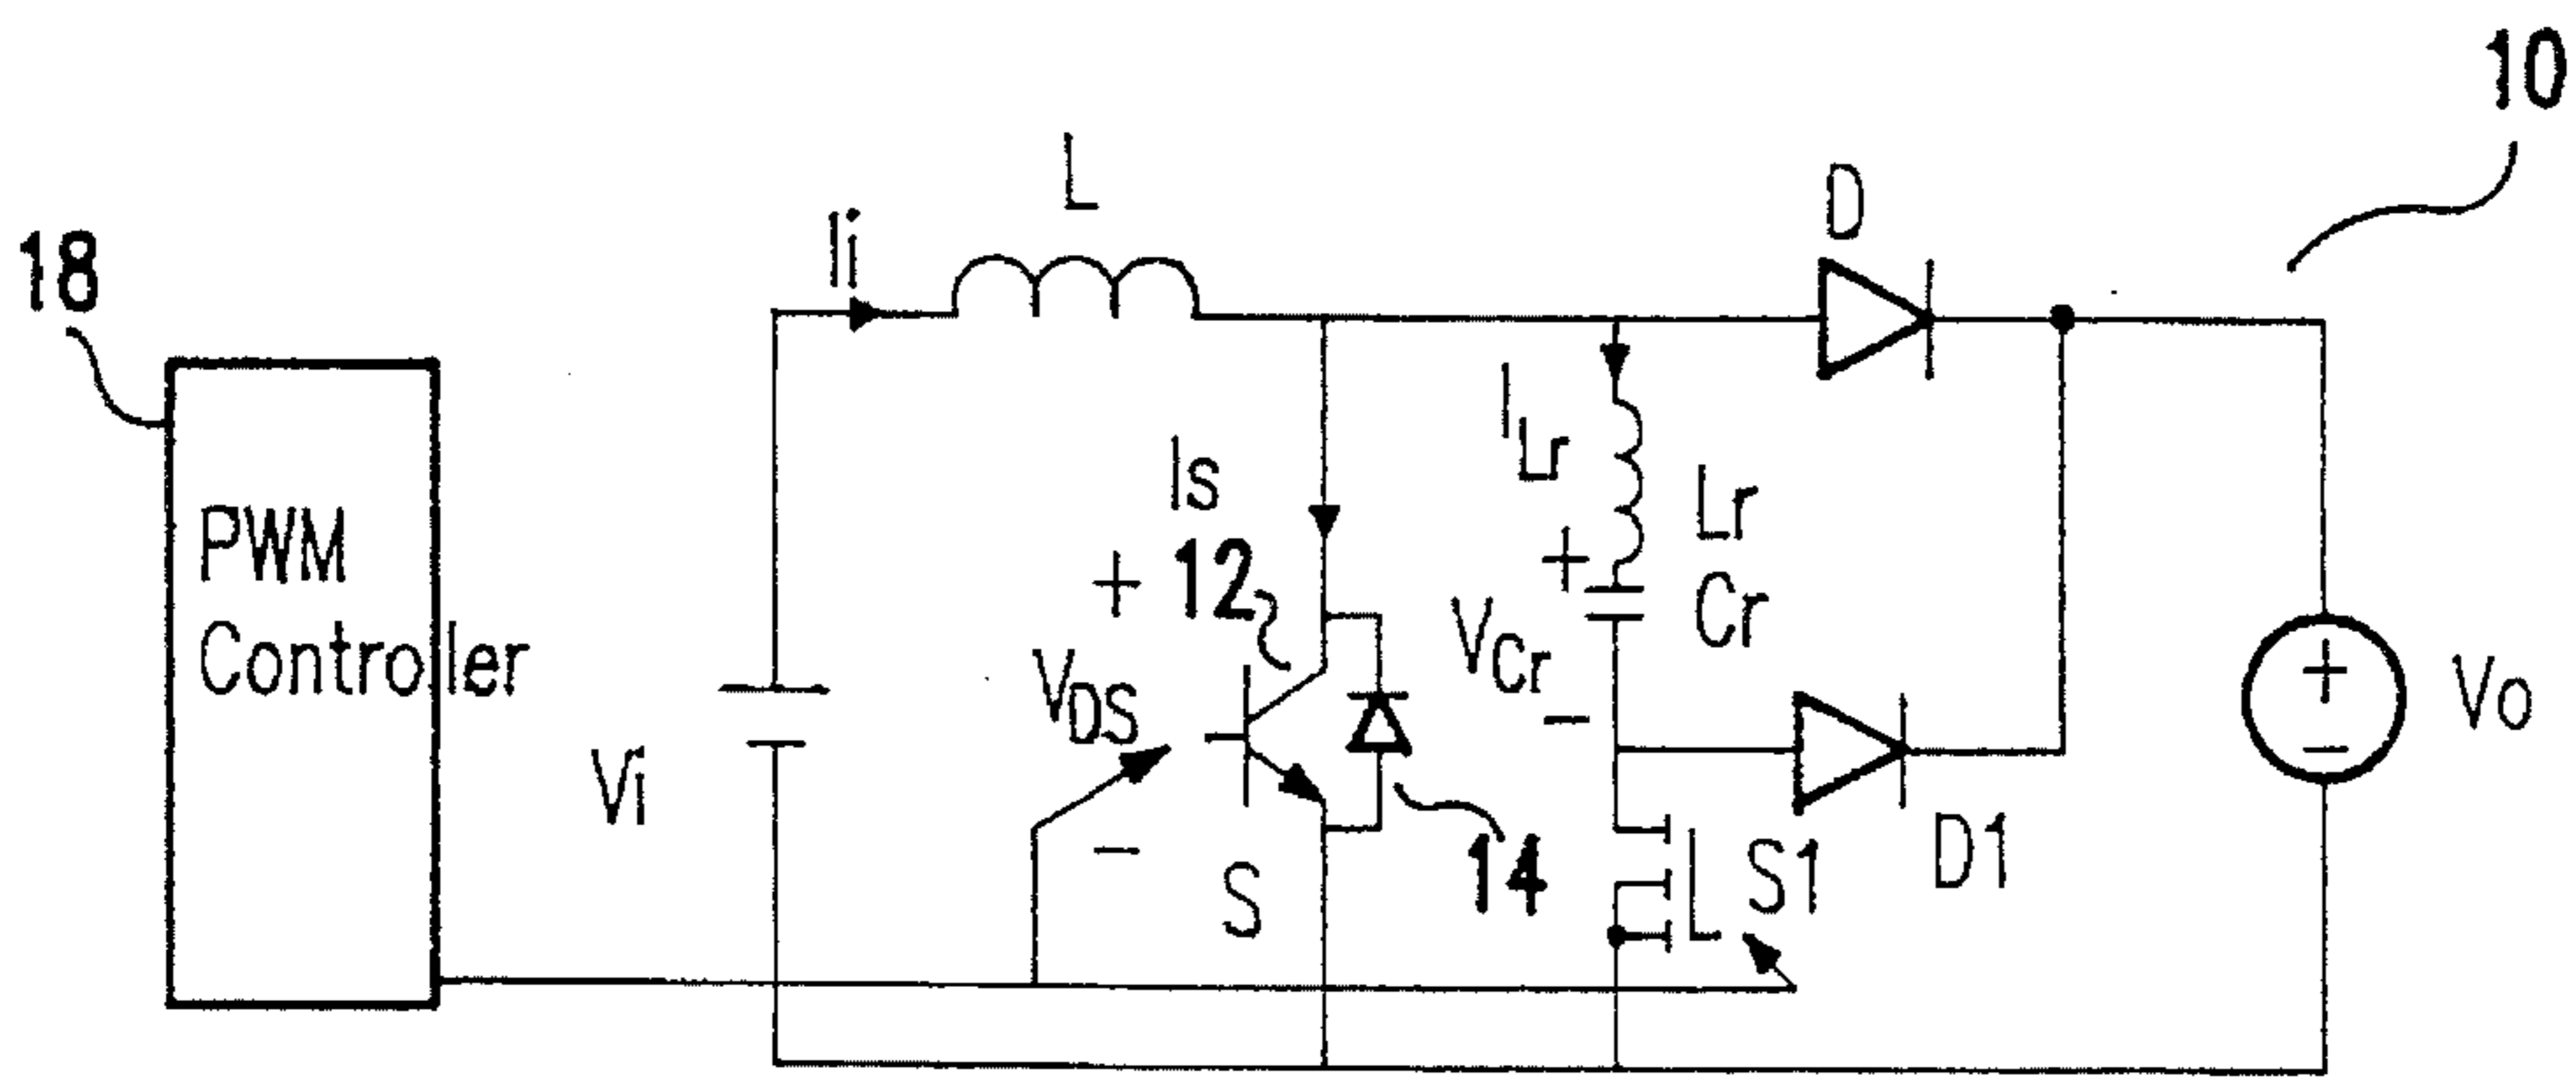 10
L
D
Ii
18
ILr
Is
Lr
+
12
+
Cr
PWM
Controller
VCr
VDS
-
+
-
Vo
Vi
-
S
14
S1
D1